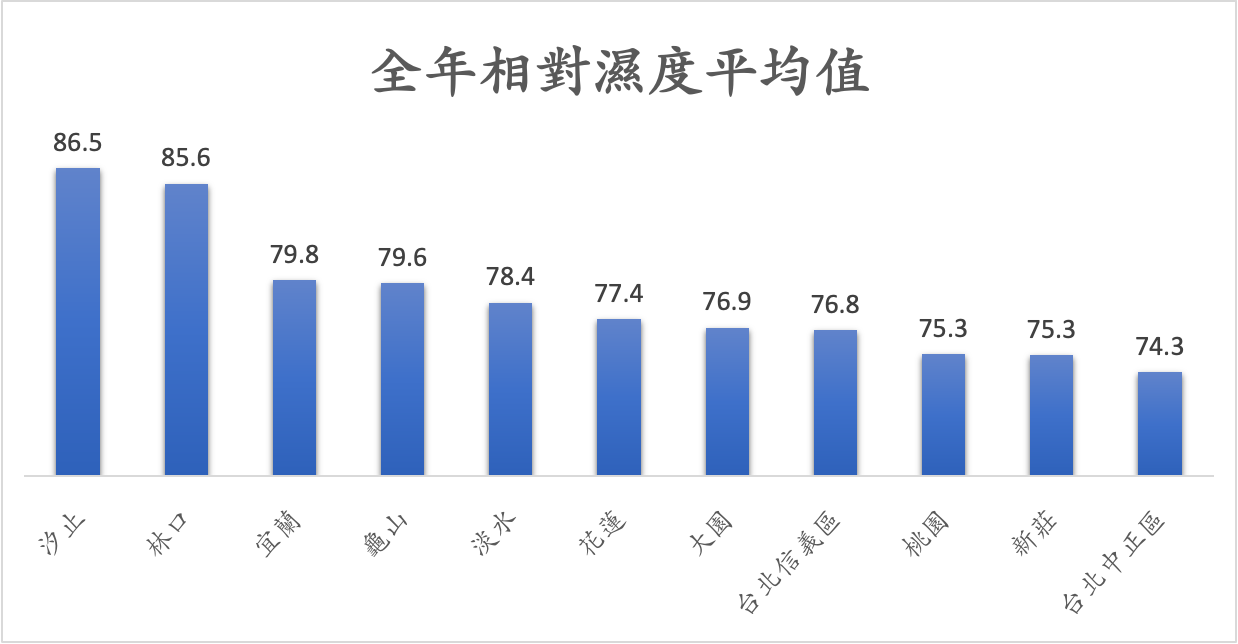 全年相對濕度平均值
86.5
85.6
79.8
79.6
78.4
77.4
76.9
76.8
75.3
75.3
74.3
汐止
林口
宜蘭
龜山
淡水
花蓮
大園
台北信義區
桃園
新莊
台北中正區